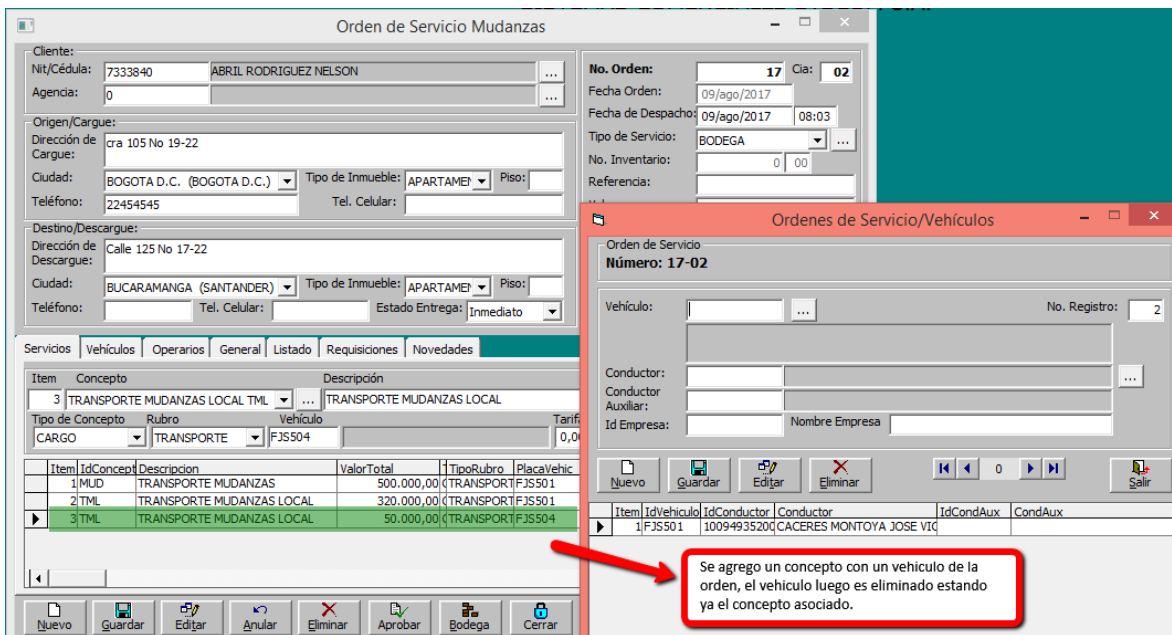 Orden de Servicio Mudanzas
Cliente:
Nit/Cédula: 7333840 ABRIL RODRIGUEZ NELSON ...
Agencia: 0 ...
Origen/Cargue:
Dirección de Cargue: cra 105 No 19-22
Ciudad: BOGOTA D.C. (BOGOTA D.C.) Tipo de Inmueble: APARTAMEN Piso:
Teléfono: 22454545 Tel. Celular:
Destino/Descargue:
Dirección de Descargue: Calle 125 No 17-22
Ciudad: BUCARAMANGA (SANTANDER) Tipo de Inmueble: APARTAMEN Piso:
Teléfono: Tel. Celular: Estado Entrega: Inmediato
No. Orden: 17 Cia: 02
Fecha Orden: 09/ago/2017
Fecha de Despacho: 09/ago/2017 08:03
Tipo de Servicio: BODEGA ...
No. Inventario: 0 00
Referencia:
Servicios Vehículos Operarios General Listado Requisiciones Novedades
Item Concepto Descripción
3 TRANSPORTE MUDANZAS LOCAL TML ... TRANSPORTE MUDANZAS LOCAL
Tipo de Concepto Rubro Vehículo Tarif
CARGO TRANSPORTE FJS504 0,0
Item IdConcept Descripcion ValorTotal TipoRubro PlacaVehic
1 MUD TRANSPORTE MUDANZAS 500.000,00 TRANSPORT FJS501
2 TML TRANSPORTE MUDANZAS LOCAL 320.000,00 TRANSPORT FJS501
3 TML TRANSPORTE MUDANZAS LOCAL 50.000,00 TRANSPORT FJS504
Nuevo Guardar Editar Anular Eliminar Aprobar Bodega Cerrar
Ordenes de Servicio/Vehículos
Orden de Servicio
Número: 17-02
Vehículo: ... No. Registro: 2
Conductor: ...
Conductor Auxiliar:
Id Empresa: Nombre Empresa
Nuevo Guardar Editar Eliminar 0 Salir
Item IdVehiculo IdConductor Conductor IdCondAux CondAux
1 FJS501 10094935200 CACERES MONTOYA JOSE VIC
Se agrego un concepto con un vehiculo de la
orden, el vehiculo luego es eliminado estando
ya el concepto asociado.